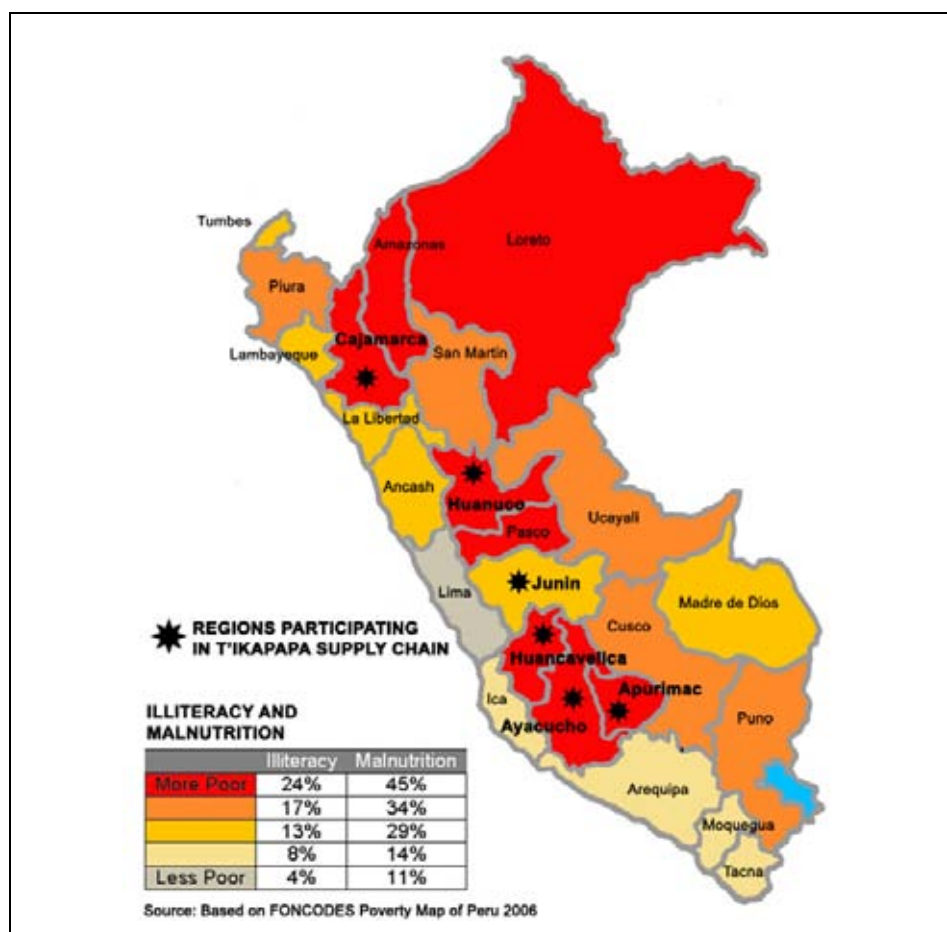 Tumbes
Amazonas
Loreto
Piura
Cajamarca
San Martin
Lambayeque
La Libertad
Ancash
Huanuco
Ucayali
Pasco
Junin
Lima
Madre de Dios
Cusco
REGIONS PARTICIPATING
IN T'IKAPAPA SUPPLY CHAIN
Huancavelica
Apurimac
Ica
Ayacucho
Puno
Arequipa
Moquegua
Tacna
ILLITERACY AND
MALNUTRITION
Illiteracy Malnutrition
More Poor 24% 45%
17% 34%
13% 29%
8% 14%
Less Poor 4% 11%
Source: Based on FONCODES Poverty Map of Peru 2006